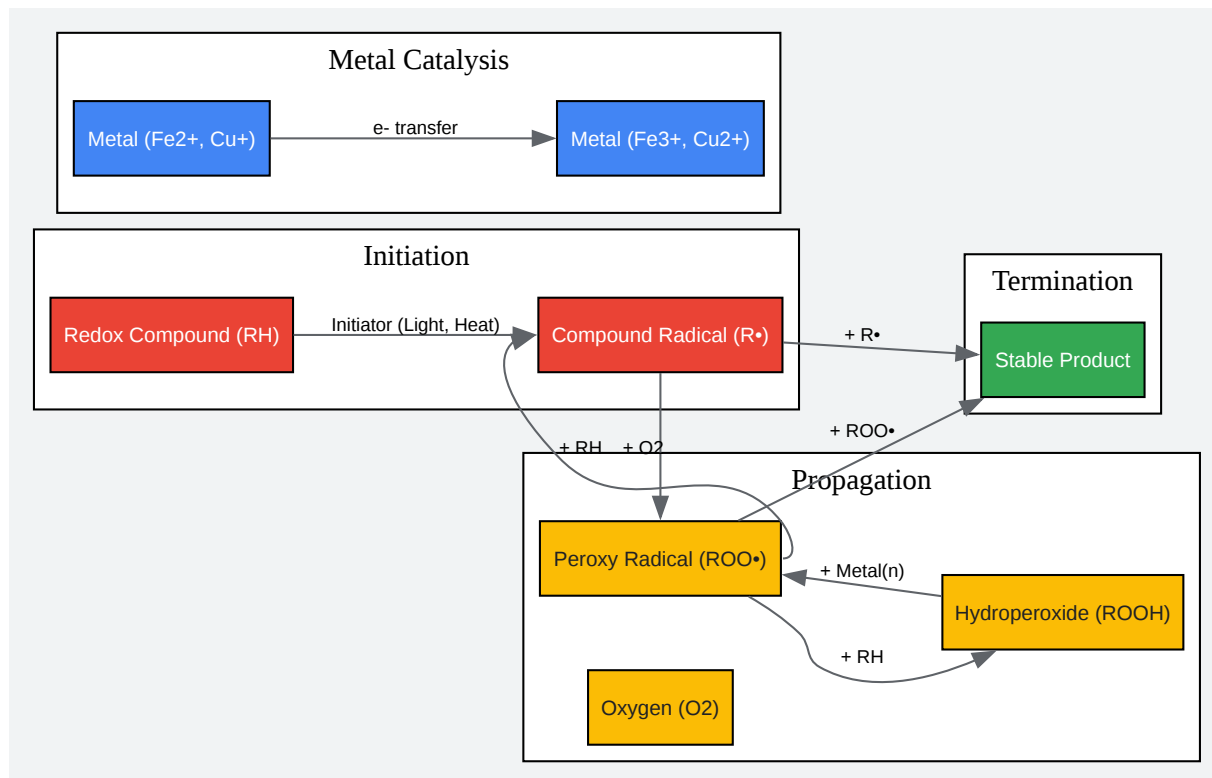 Metal Catalysis
Metal (Fe2+, Cu+)
e- transfer
Metal (Fe3+, Cu2+)
Initiation
Redox Compound (RH)
Initiator (Light, Heat)
Compound Radical (R•)
+ R•
Termination
Stable Product
+ RH
+ O2
+ ROO•
Propagation
Peroxy Radical (ROO•)
+ Metal(n)
Hydroperoxide (ROOH)
+ RH
Oxygen (O2)